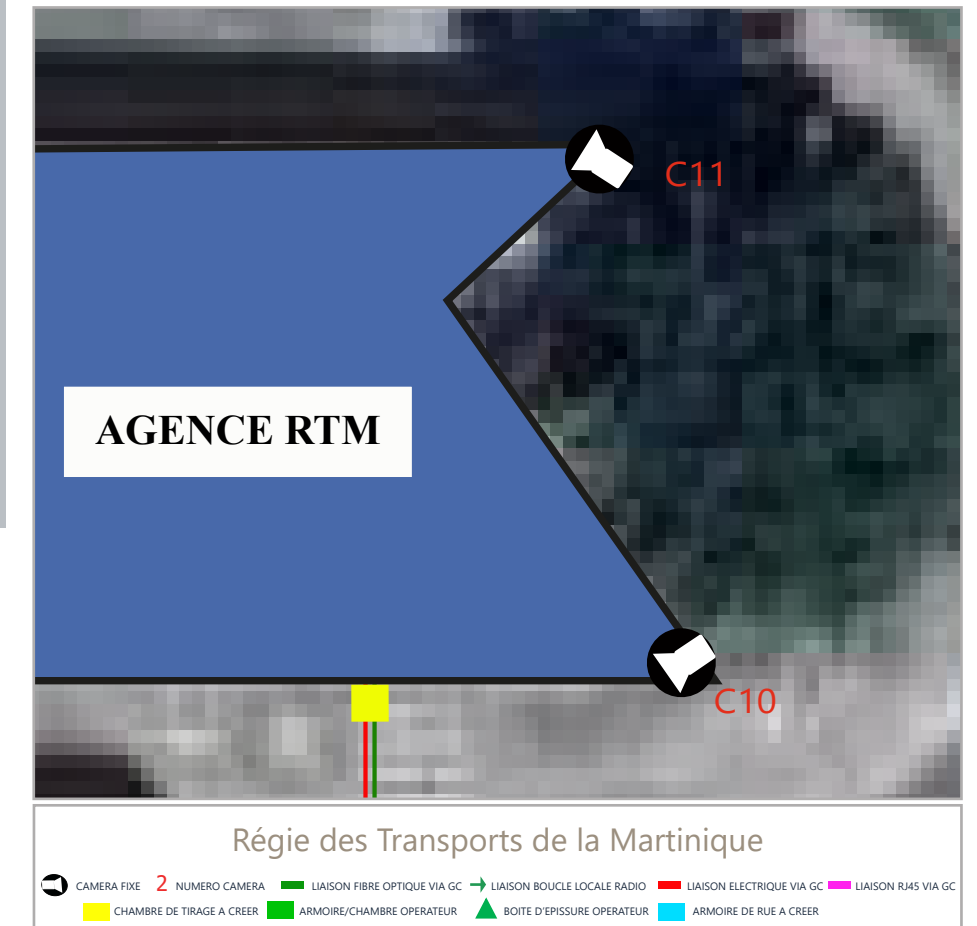 C11
AGENCE RTM
C10
Régie des Transports de la Martinique
CAMERA FIXE 2 NUMERO CAMERA LIAISON FIBRE OPTIQUE VIA GC LIAISON BOUCLE LOCALE RADIO LIAISON ELECTRIQUE VIA GC LIAISON RJ45 VIA GC
CHAMBRE DE TIRAGE A CREER ARMOIRE/CHAMBRE OPERATEUR BOITE D'EPISSURE OPERATEUR ARMOIRE DE RUE A CREER